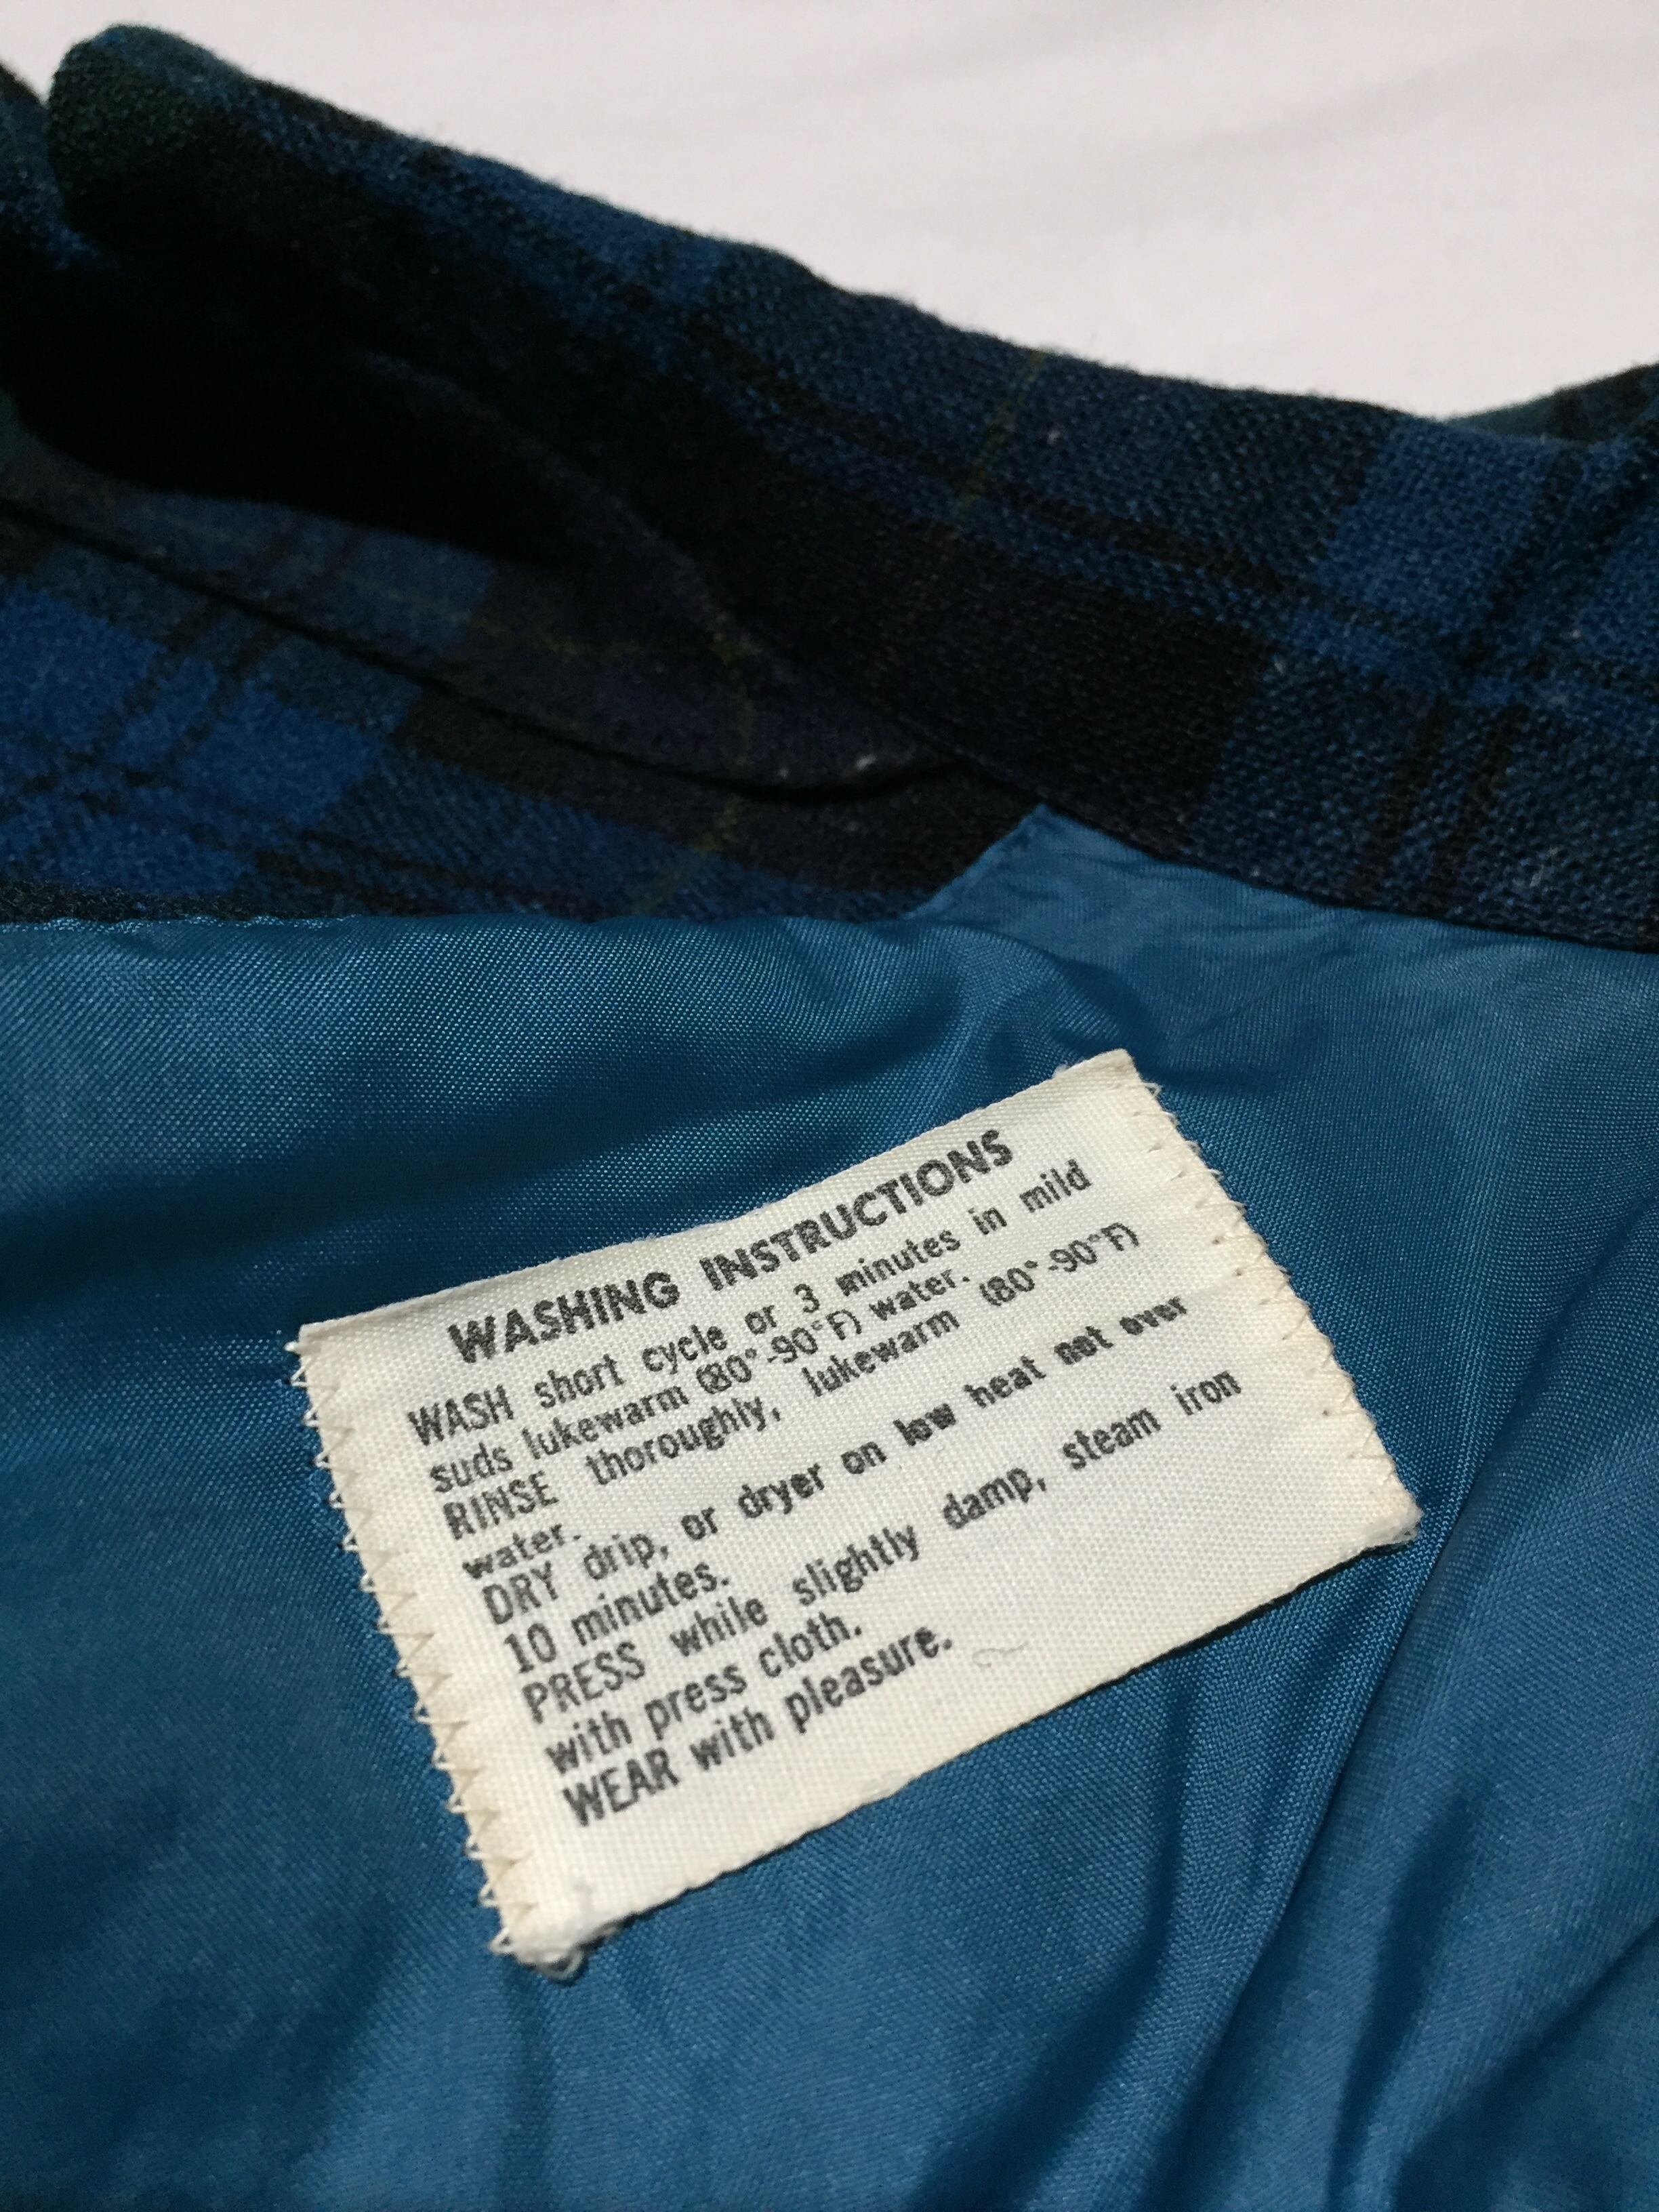 WASHING INSTRUCTIONS
WASH short cycle or 3 minutes in mild
suds lukewarm (80°-90°F) water.
RINSE thoroughly, lukewarm (80°-90°F)
water.
DRY drip, or dryer on low heat not over
10 minutes.
PRESS while slightly damp, steam iron
with press cloth.
WEAR with pleasure.